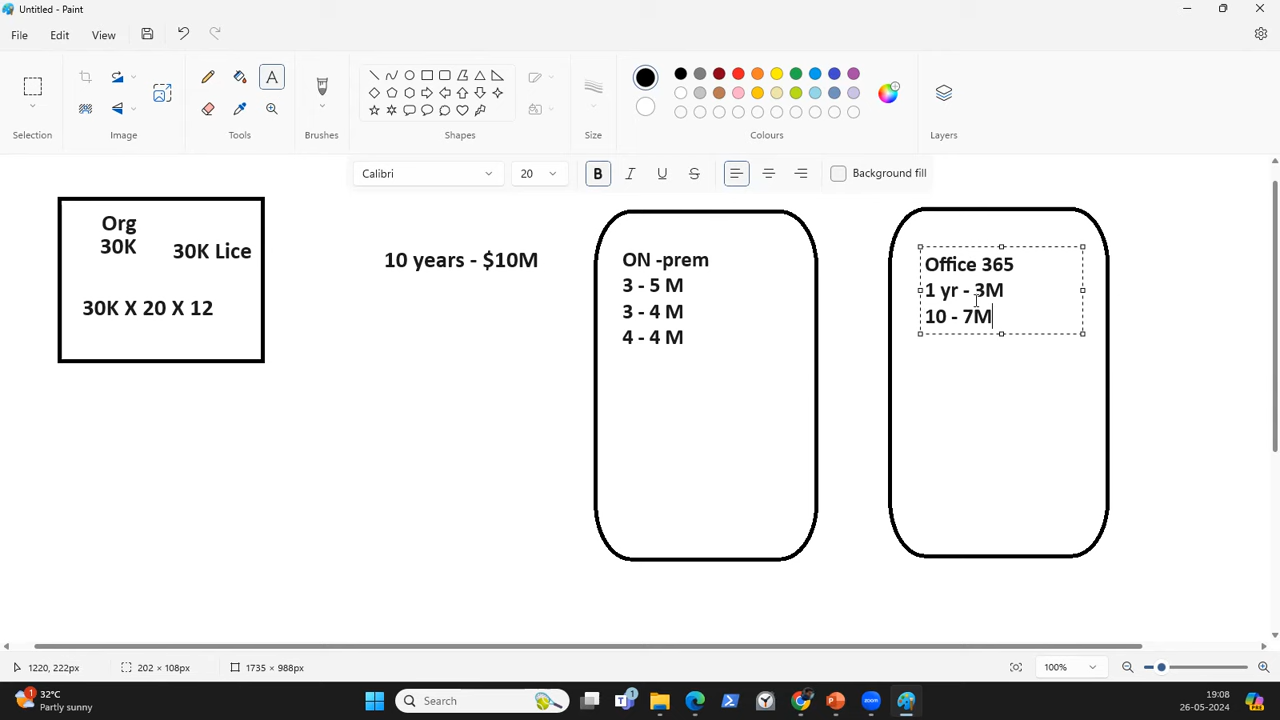 Untitled - Paint
File
Edit
View
Selection
Image
Tools
Brushes
Shapes
Size
Colours
Layers
Calibri
20
B
I
U
S
Background fill
Org
30K
30K Lice
30K X 20 X 12
10 years - $10M
ON -prem
3 - 5 M
3 - 4 M
4 - 4 M
Office 365
1 yr - 3M
10 - 7M
1220, 222px
202 × 108px
1735 × 988px
100%
1
32°C
Partly sunny
Search
1
zoom
19:08
26-05-2024